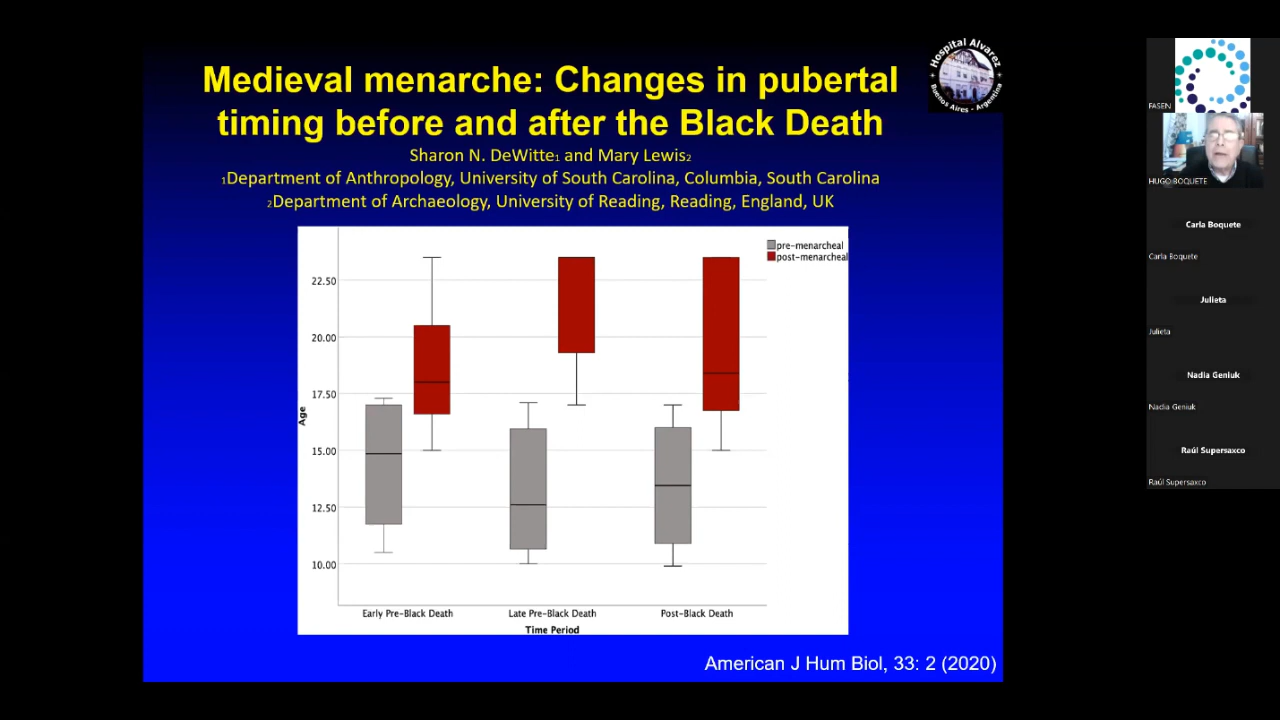 Medieval menarche: Changes in pubertal
timing before and after the Black Death
Sharon N. DeWitte1 and Mary Lewis2
1Department of Anthropology, University of South Carolina, Columbia, South Carolina
2Department of Archaeology, University of Reading, Reading, England, UK
Hospital Alvarez
Buenos Aires - Argentina
pre-menarcheal
post-menarcheal
22.50
20.00
17.50
15.00
12.50
10.00
Age
Early Pre-Black Death
Late Pre-Black Death
Post-Black Death
Time Period
American J Hum Biol, 33: 2 (2020)
FASEN
HUGO BOQUETE
Carla Boquete
Carla Boquete
Julieta
Julieta
Nadia Geniuk
Nadia Geniuk
Raúl Supersaxco
Raúl Supersaxco